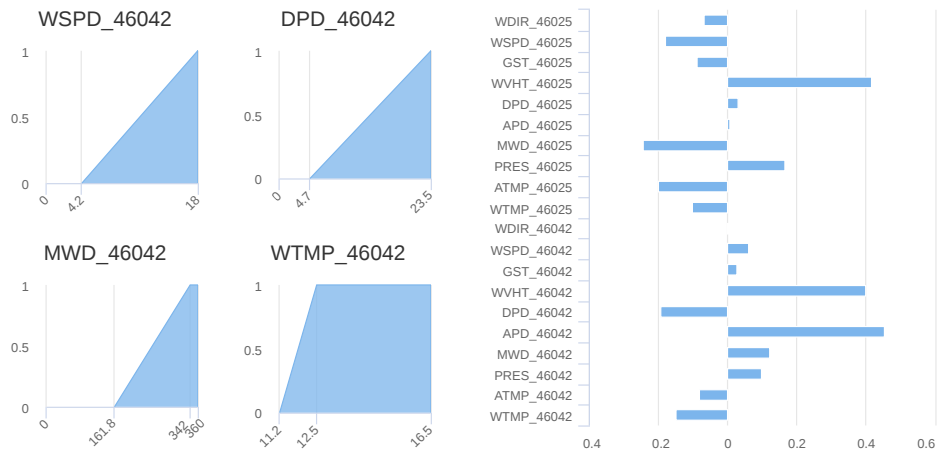 WSPD_46042
1
0.5
0
0
4.2
18
DPD_46042
1
0.5
0
0
4.7
23.5
MWD_46042
1
0.5
0
0
161.8
342
360
WTMP_46042
1
0.5
0
11.2
12.5
16.5
WDIR_46025
WSPD_46025
GST_46025
WVHT_46025
DPD_46025
APD_46025
MWD_46025
PRES_46025
ATMP_46025
WTMP_46025
WDIR_46042
WSPD_46042
GST_46042
WVHT_46042
DPD_46042
APD_46042
MWD_46042
PRES_46042
ATMP_46042
WTMP_46042
0.4 0.2 0 0.2 0.4 0.6